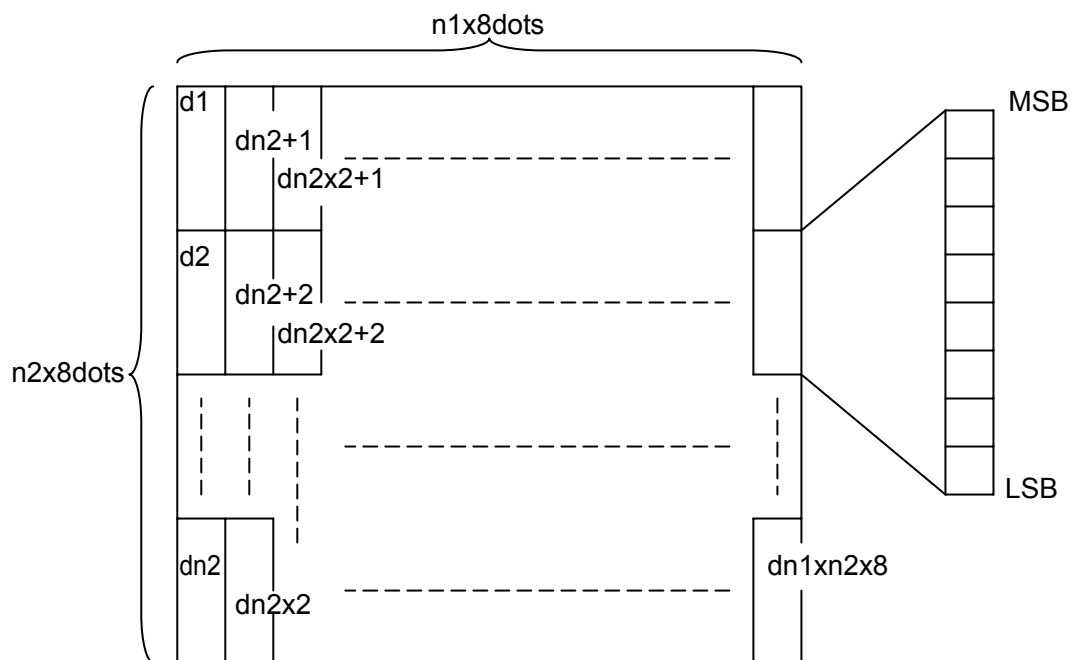 n1x8dots
d1
MSB
dn2+1
dn2x2+1
d2
dn2+2
dn2x2+2
n2x8dots
LSB
dn2
dn1xn2x8
dn2x2